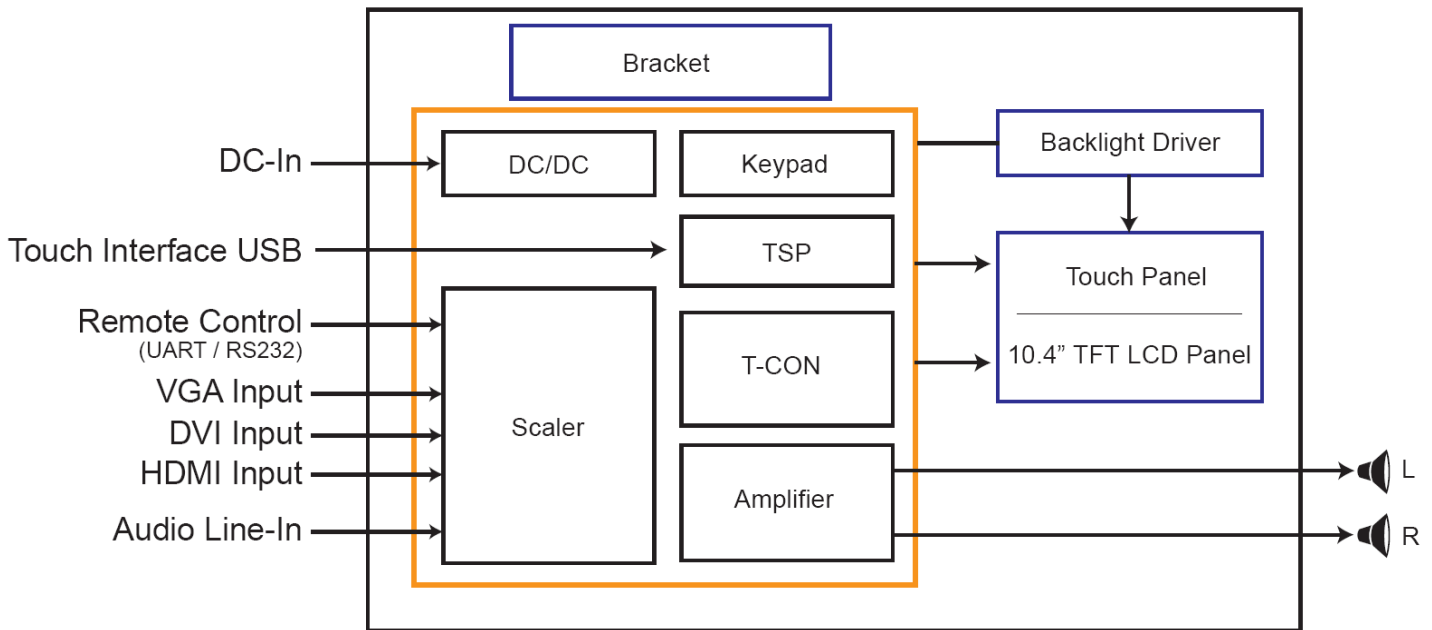 Bracket
DC-In
DC/DC
Keypad
Backlight Driver
Touch Interface USB
TSP
Touch Panel
Remote Control
(UART / RS232)
T-CON
10.4” TFT LCD Panel
VGA Input
DVI Input
Scaler
HDMI Input
Amplifier
L
Audio Line-In
R